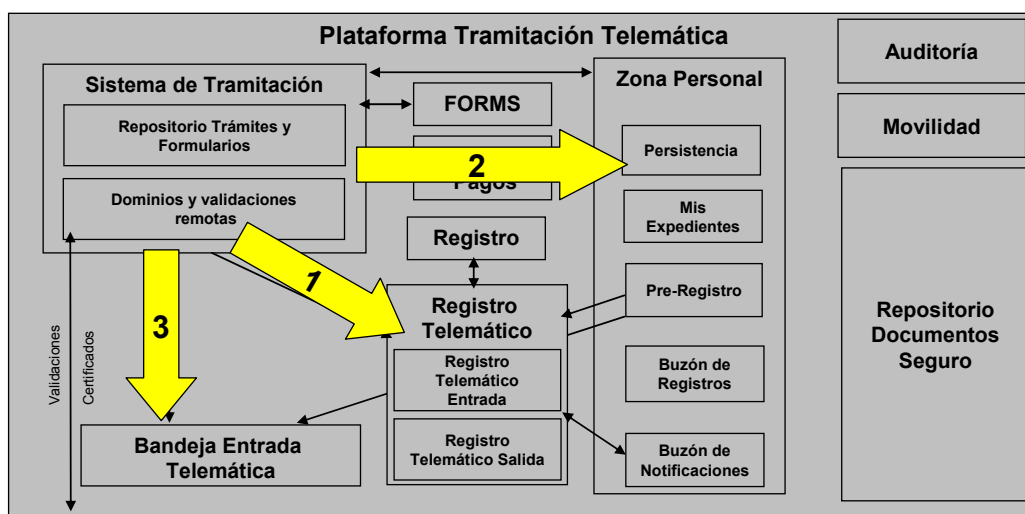 Plataforma Tramitación Telemática
Auditoría
Sistema de Tramitación
Zona Personal
FORMS
Repositorio Trámites y
Formularios
Movilidad
Persistencia
2
Pagos
Dominios y validaciones
remotas
Mis
Expedientes
Registro
1
Pre-Registro
Registro
Telemático
3
Repositorio
Documentos
Seguro
Validaciones
Certificados
Registro
Telemático
Entrada
Buzón de
Registros
Bandeja Entrada
Telemática
Registro
Telemático Salida
Buzón de
Notificaciones